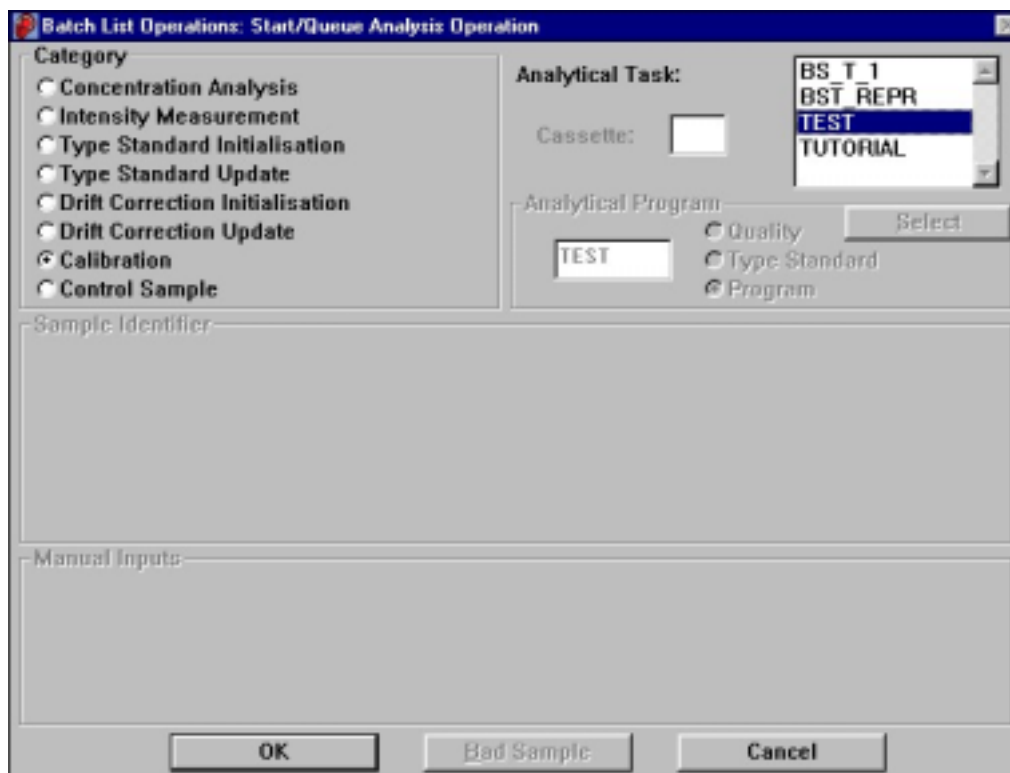 Batch List Operations: Start/Queue Analysis Operation
Category
Concentration Analysis
Intensity Measurement
Type Standard Initialisation
Type Standard Update
Drift Correction Initialisation
Drift Correction Update
Calibration
Control Sample
Analytical Task:
BS_T_1
BST_REPR
TEST
TUTORIAL
Cassette:
Analytical Program
Select
TEST
Quality
Type Standard
Program
Sample Identifier
Manual Inputs
OK
Bad Sample
Cancel